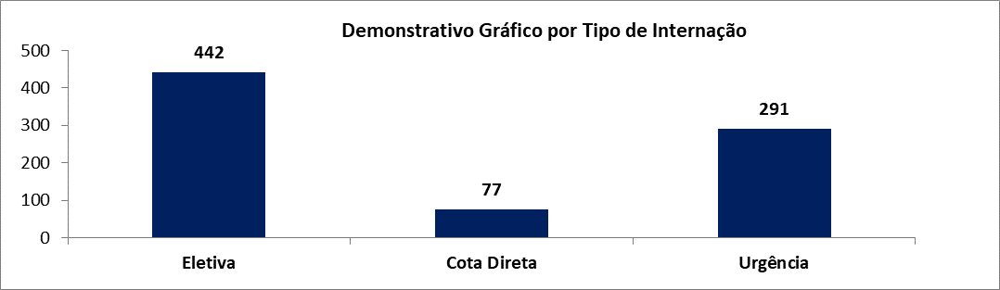 Demonstrativo Gráfico por Tipo de Internação
500
400
300
200
100
0
442
77
291
Eletiva
Cota Direta
Urgência